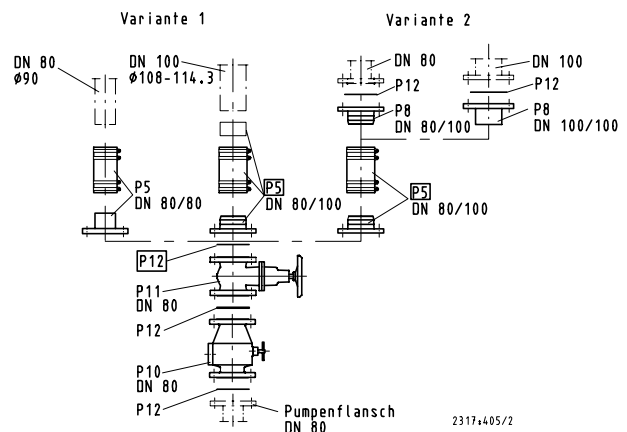 Variante 1
Variante 2
DN 80
ø90
DN 100
ø108-114.3
DN 80
P12
P8
DN 80/100
DN 100
P12
P8
DN 100/100
P5
DN 80/80
P5
DN 80/100
P5
DN 80/100
P12
P11
DN 80
P12
P10
DN 80
P12
Pumpenflansch
DN 80
2317:405/2